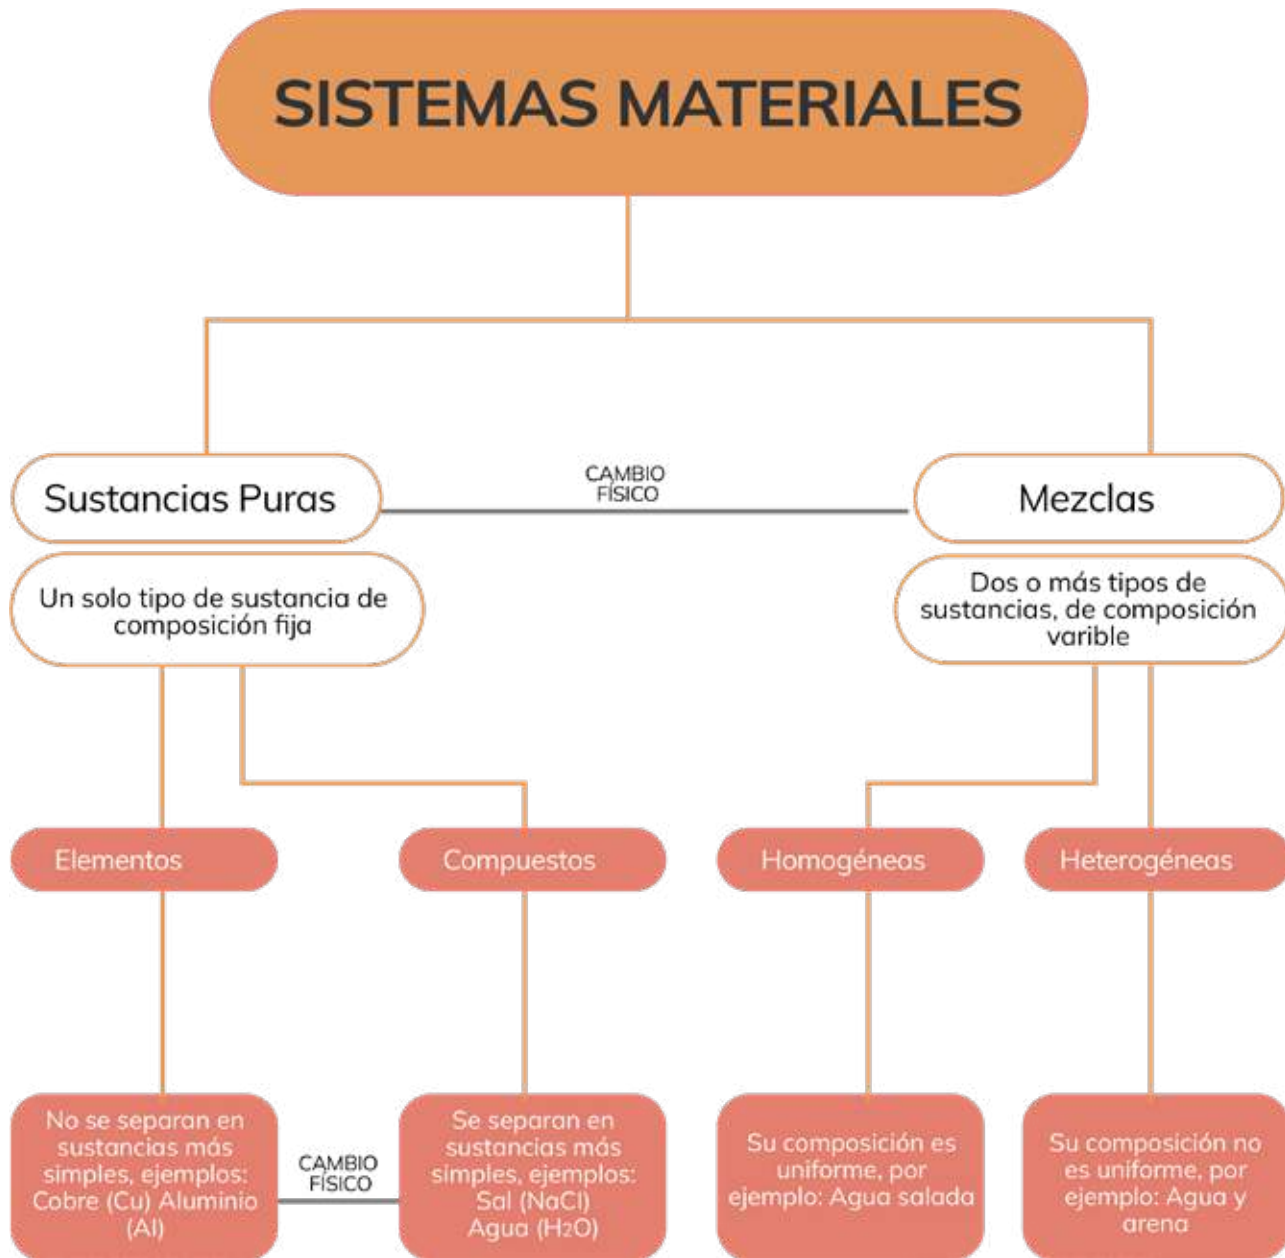 SISTEMAS MATERIALES
Sustancias Puras
CAMBIO
FÍSICO
Mezclas
Un solo tipo de sustancia de
composición fija
Dos o más tipos de
sustancias, de composición
varible
Elementos
Compuestos
Homogéneas
Heterogéneas
No se separan en
sustancias más
simples, ejemplos:
Cobre (Cu) Aluminio
(Al)
CAMBIO
FÍSICO
Se separan en
sustancias más
simples, ejemplos:
Sal (NaCl)
Agua (H2O)
Su composición es
uniforme, por
ejemplo: Agua salada
Su composición no
es uniforme, por
ejemplo: Agua y
arena